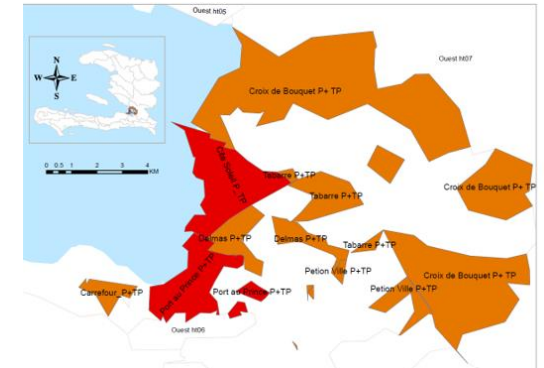 Ouest ht05
Ouest ht07
N
W E
S
0 0.5 1 2 3 4
KM
Croix de Bouquet P+ TP
Cite Soleil P_TP
Tabarre P+TP
Tabarre P+TP
Croix de Bouquet P+ TP
Delmas P+TP
Delmas P+TP
Tabarre P+TP
Petion Ville P+TP
Croix de Bouquet P+ TP
Petion Ville P+TP
Carrefour_P+TP
Port au Prince P+TP
Port au Prince P+TP
Ouest ht06